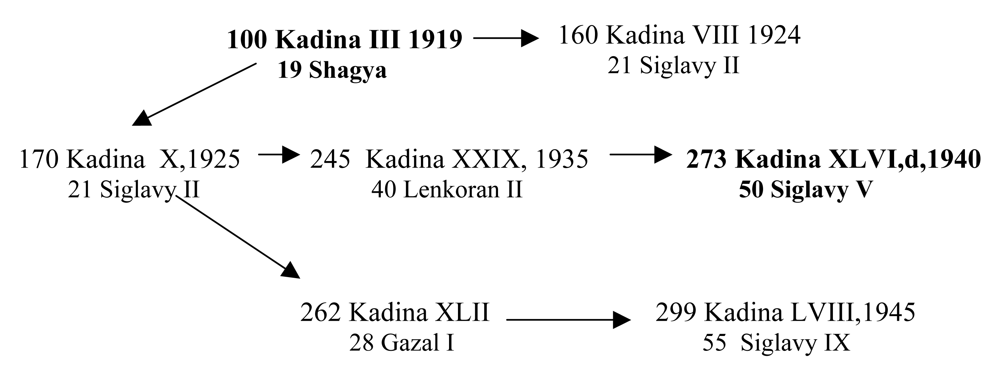 100 Kadina III 1919
19 Shagya
160 Kadina VIII 1924
21 Siglavy II
170 Kadina X,1925
21 Siglavy II
245 Kadina XXIX, 1935
40 Lenkoran II
273 Kadina XLVI,d,1940
50 Siglavy V
262 Kadina XLII
28 Gazal I
299 Kadina LVIII,1945
55 Siglavy IX